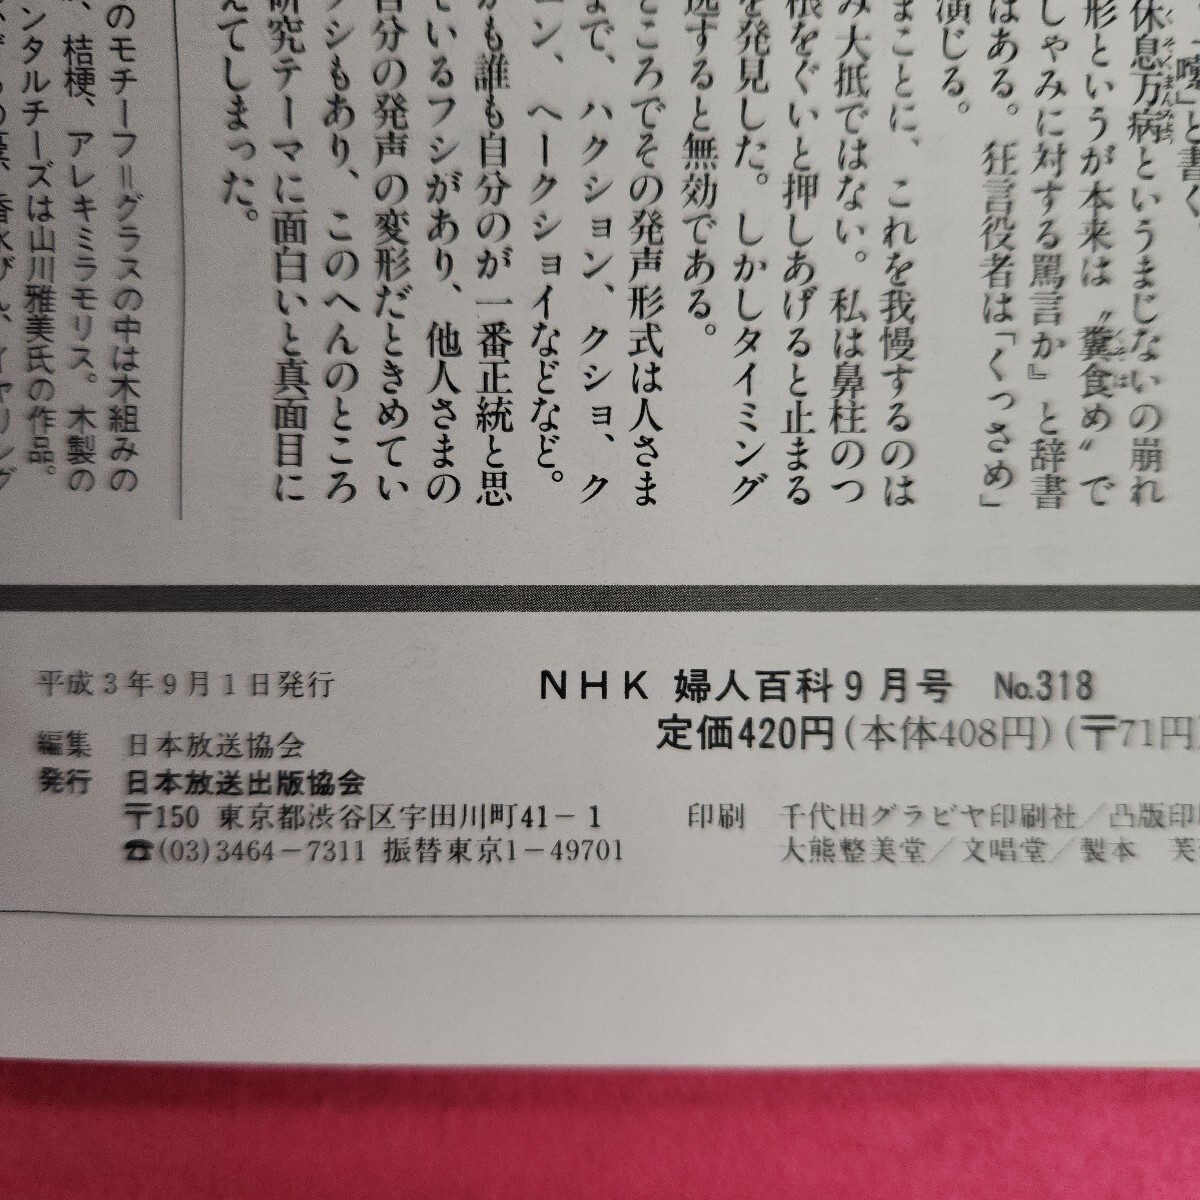 「嚔」と書く。
休息万病というまじないの崩れ
形というが本来は〝糞食め〟で
しゃみに対する罵言か』と辞書
はある。狂言役者は「くっさめ」
演じる。
まことに、これを我慢するのは
み大抵ではない。私は鼻柱のつ
根をぐいと押しあげると止まる
を発見した。しかしタイミング
すると無効である。
ころでその発声形式は人さま
まで、ハクション、クショ、ク
ン、ヘークショイなどなど。
も誰も自分のが一番正統と思
ているフシがあり、他人さまの
自分の発声の変形だときめてい
フシもあり、このへんのところ
研究テーマに面白いと真面目に
えてしまった。
のモチーフ＝グラスの中は木組みの
、桔梗、アレキミラモリス。木製の
ンタルチーズは山川雅美氏の作品。
平成3年9月1日発行
編集 日本放送協会
発行 日本放送出版協会
〒150 東京都渋谷区宇田川町41－1
☎(03)3464－7311 振替東京1－49701
NHK 婦人百科9月号 No.318
定価420円(本体408円)(〒71円
印刷 千代田グラビヤ印刷社／凸版印
大熊整美堂／文唱堂／製本 芙